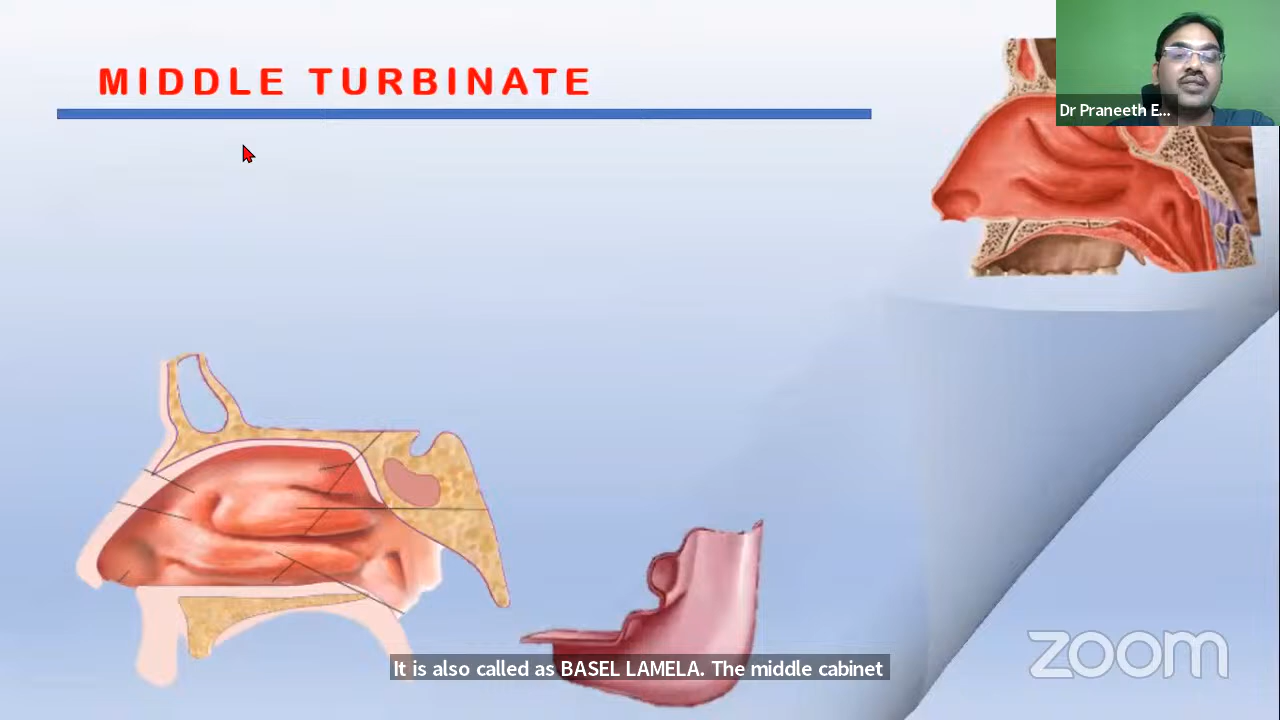 MIDDLE TURBINATE
Dr Praneeth E...
It is also called as BASEL LAMELA. The middle cabinet
zoom